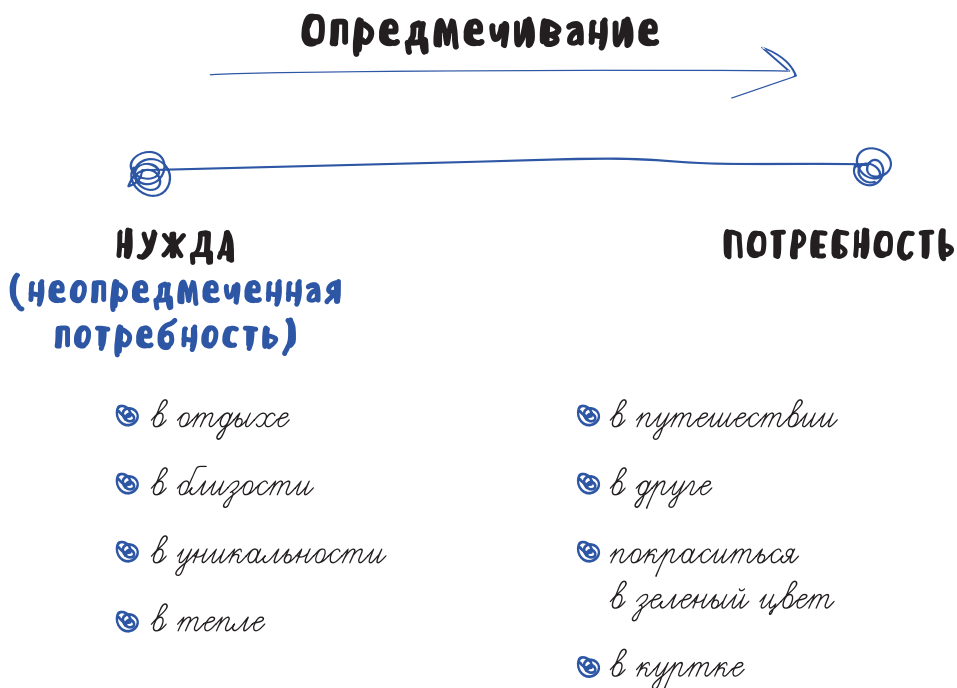 Опредмечивание
НУЖДА
(неопредмеченная
потребность)
ПОТРЕБНОСТЬ
в отдыхе
в близости
в уникальности
в тепле
в путешествии
в друге
покраситься
в зеленый цвет
в куртке